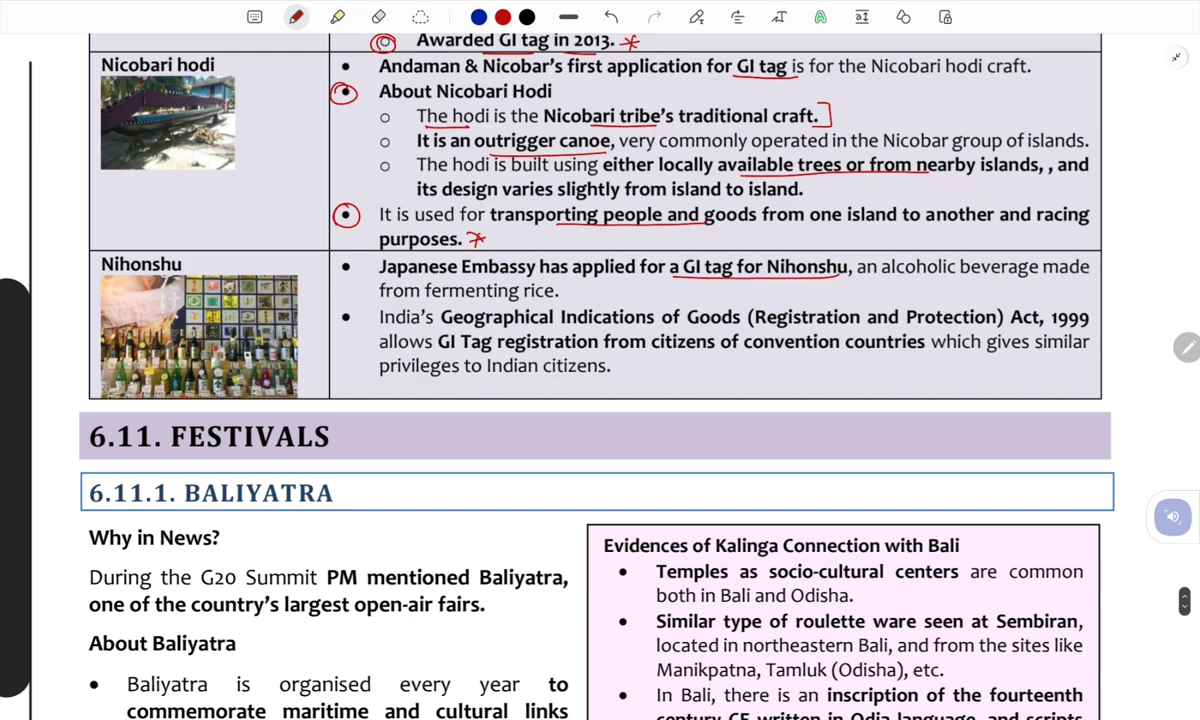 Awarded GI tag in 2013.
Nicobari hodi
Andaman & Nicobar's first application for GI tag is for the Nicobari hodi craft.
About Nicobari Hodi
The hodi is the Nicobari tribe's traditional craft.
It is an outrigger canoe, very commonly operated in the Nicobar group of islands.
The hodi is built using either locally available trees or from nearby islands, , and
its design varies slightly from island to island.
It is used for transporting people and goods from one island to another and racing
purposes.
Nihonshu
Japanese Embassy has applied for a GI tag for Nihonshu, an alcoholic beverage made
from fermenting rice.
India's Geographical Indications of Goods (Registration and Protection) Act, 1999
allows GI Tag registration from citizens of convention countries which gives similar
privileges to Indian citizens.
6.11. FESTIVALS
6.11.1. BALIYATRA
Why in News?
During the G20 Summit PM mentioned Baliyatra,
one of the country's largest open-air fairs.
About Baliyatra
Baliyatra is organised every year to
commemorate maritime and cultural links
Evidences of Kalinga Connection with Bali
Temples as socio-cultural centers are common
both in Bali and Odisha.
Similar type of roulette ware seen at Sembiran,
located in northeastern Bali, and from the sites like
Manikpatna, Tamluk (Odisha), etc.
In Bali, there is an inscription of the fourteenth
century CE written in Odia language, and scripts